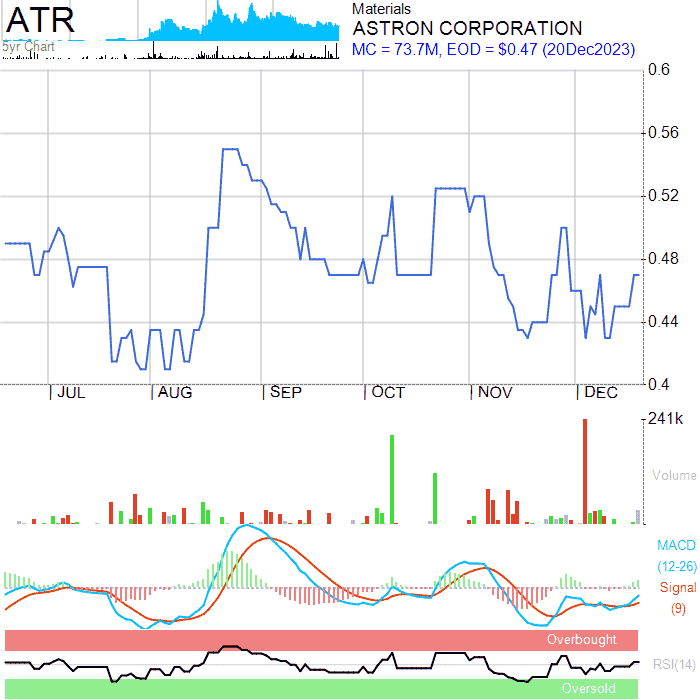 ATR
5yr Chart
Materials
ASTRON CORPORATION
MC = 73.7M, EOD = $0.47 (20Dec2023)
0.6
0.56
0.52
0.48
0.44
0.4
JUL AUG SEP OCT NOV DEC
241k
Volume
MACD
(12-26)
Signal
(9)
Overbought
RSI(14)
Oversold